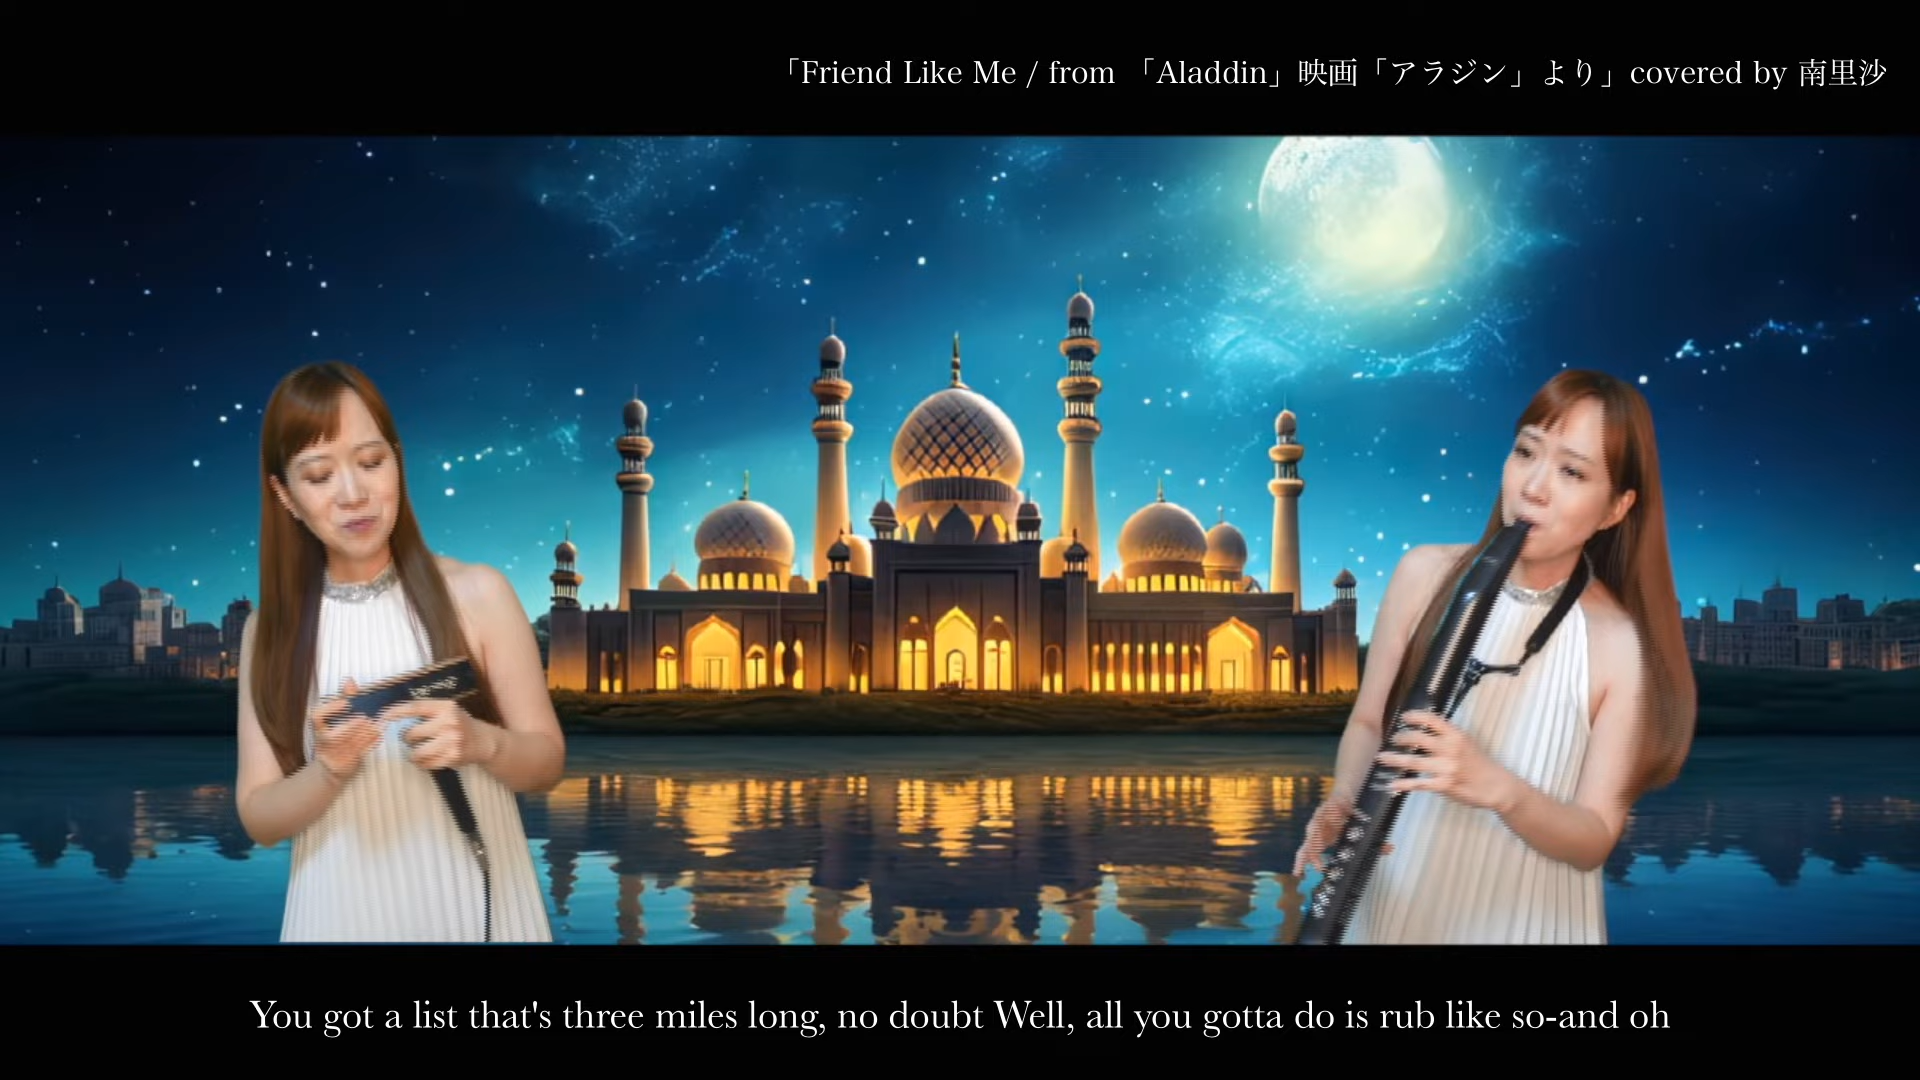 「Friend Like Me / from 「Aladdin」映画「アラジン」より」covered by 南里沙
You got a list that's three miles long, no doubt Well, all you gotta do is rub like so-and oh